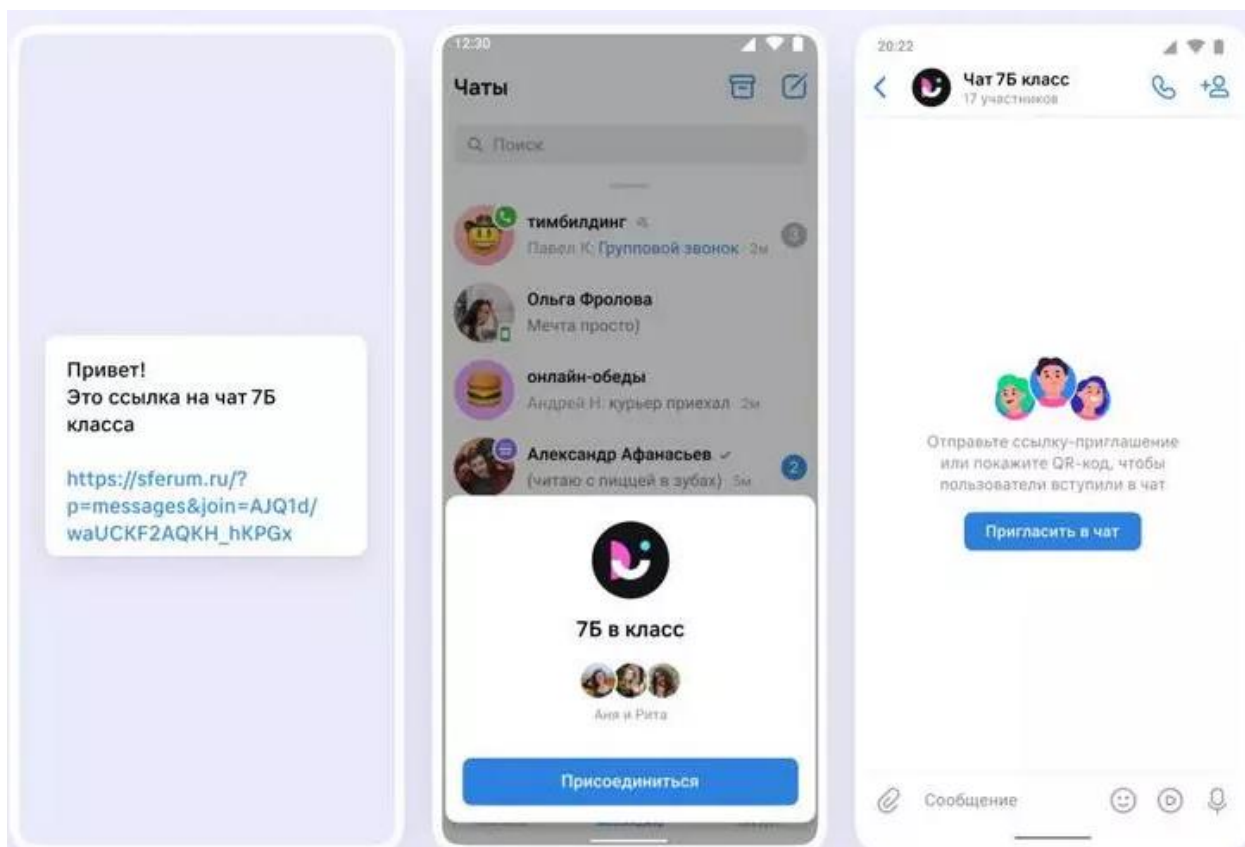 Привет!
Это ссылка на чат 7Б
класса
https://sferum.ru/?
p=messages&join=AJQ1d/
waUCKF2AQKH_hKPGx
12:30
Чаты
Поиск
тимбилдинг
Павел К: Групповой звонок 2м
3
Ольга Фролова
Мечта просто)
онлайн-обеды
Андрей Н: курьер приехал 2м
Александр Афанасьев
(читаю с пиццей в зубах) 5м
2
7Б в класс
Аня и Рита
Присоединиться
20:22
Чат 7Б класс
17 участников
Отправьте ссылку-приглашение
или покажите QR-код, чтобы
пользователи вступили в чат
Пригласить в чат
Сообщение